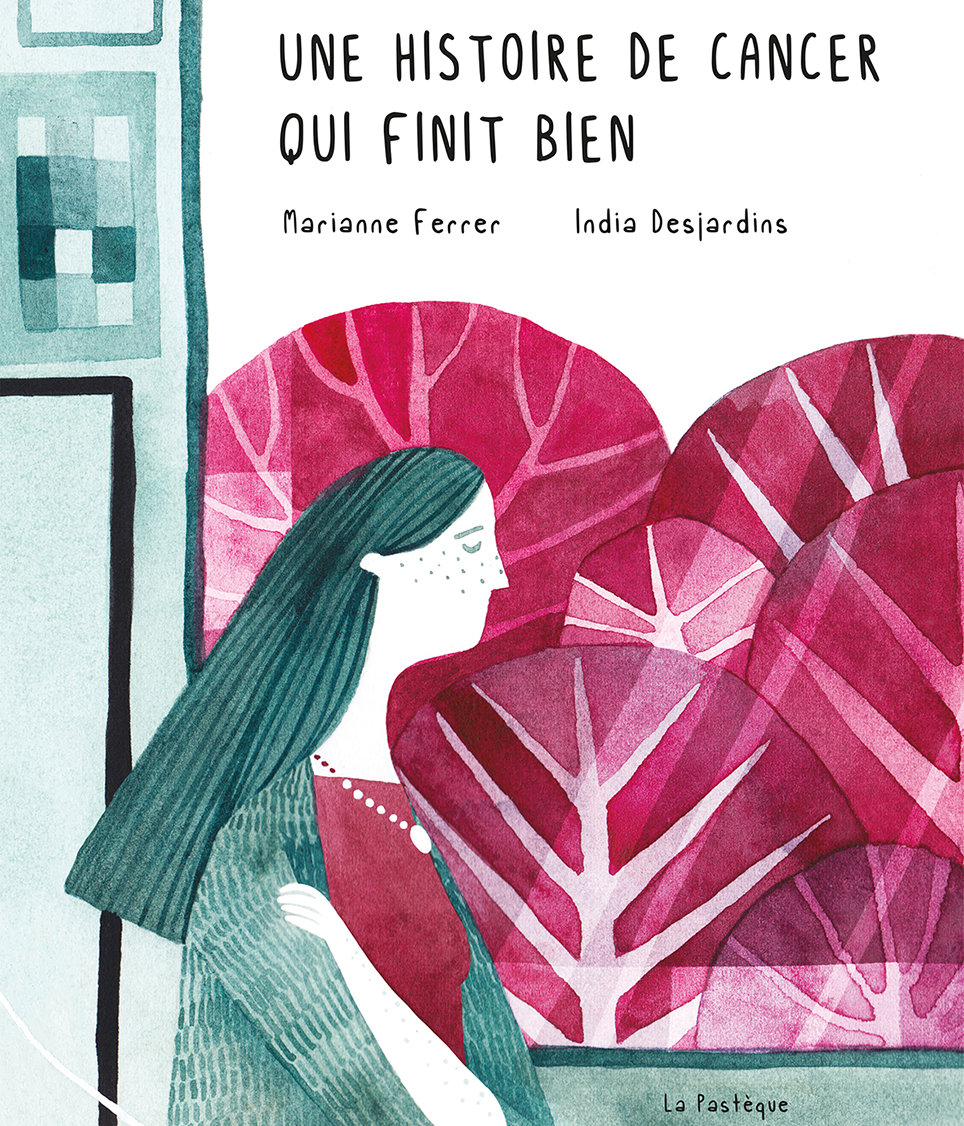 UNE HISTOIRE DE CANCER
QUI FINIT BIEN
Marianne Ferrer India Desjardins
La Pastèque